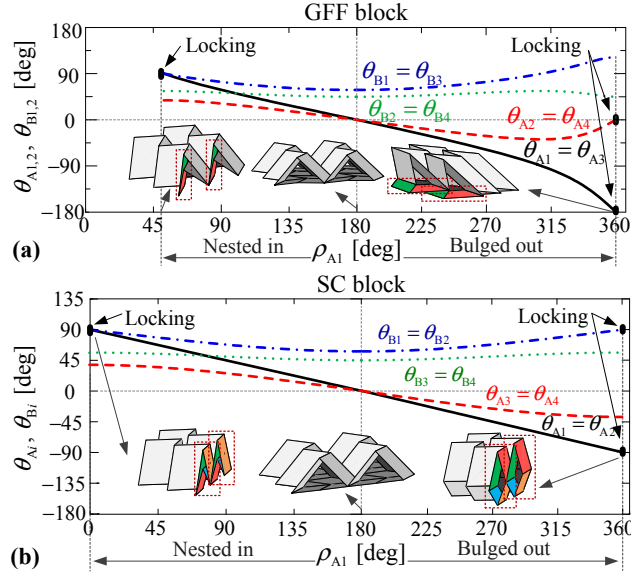 GFF block
θA1,2, θB1,2 [deg]
180
90
0
−90
−180
Locking
Locking
θB1 = θB3
θB2 = θB4
θA2 = θA4
θA1 = θA3
0 45 90 135 180 225 270 315 360
(a)
Nested in ρA1 [deg] Bulged out
SC block
θAi, θBi [deg]
135
90
45
0
−45
−90
−135
−180
Locking
Locking
θB1 = θB2
θB3 = θB4
θA3 = θA4
θA1 = θA2
0 45 90 135 180 225 270 315 360
(b)
Nested in ρA1 [deg] Bulged out